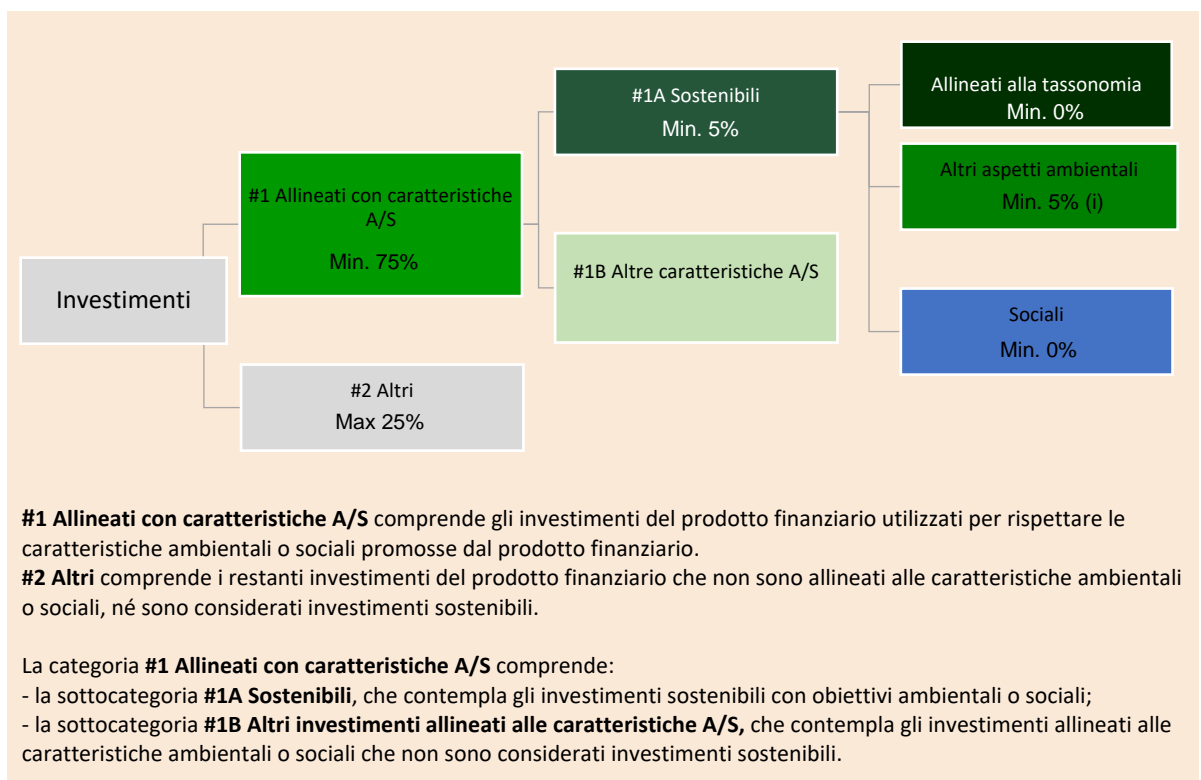 Investimenti
#1 Allineati con caratteristiche
A/S
Min. 75%
#2 Altri
Max 25%
#1A Sostenibili
Min. 5%
#1B Altre caratteristiche A/S
Allineati alla tassonomia
Min. 0%
Altri aspetti ambientali
Min. 5% (i)
Sociali
Min. 0%
#1 Allineati con caratteristiche A/S comprende gli investimenti del prodotto finanziario utilizzati per rispettare le
caratteristiche ambientali o sociali promosse dal prodotto finanziario.
#2 Altri comprende i restanti investimenti del prodotto finanziario che non sono allineati alle caratteristiche ambientali
o sociali, né sono considerati investimenti sostenibili.
La categoria #1 Allineati con caratteristiche A/S comprende:
- la sottocategoria #1A Sostenibili, che contempla gli investimenti sostenibili con obiettivi ambientali o sociali;
- la sottocategoria #1B Altri investimenti allineati alle caratteristiche A/S, che contempla gli investimenti allineati alle
caratteristiche ambientali o sociali che non sono considerati investimenti sostenibili.